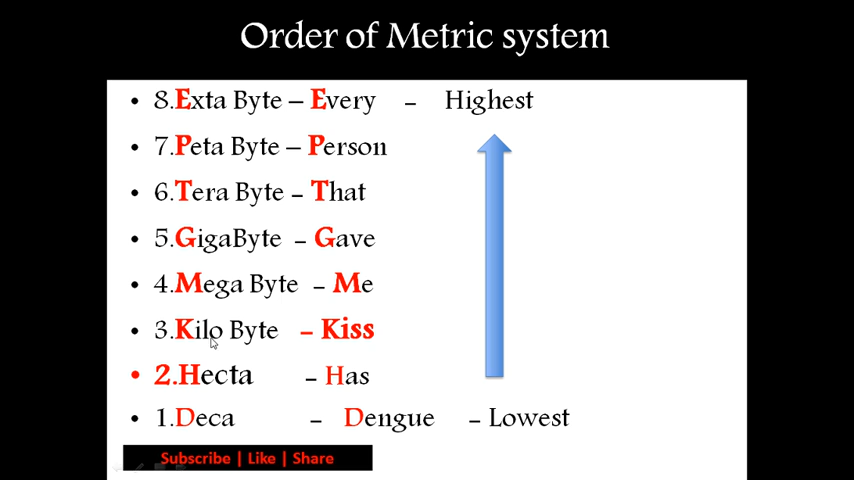 Order of Metric system
• 8.Exta Byte – Every – Highest
• 7.Peta Byte – Person
• 6.Tera Byte – That
• 5.GigaByte – Gave
• 4.Mega Byte – Me
• 3.Kilo Byte – Kiss
• 2.Hecta – Has
• 1.Deca – Dengue – Lowest
Subscribe | Like | Share